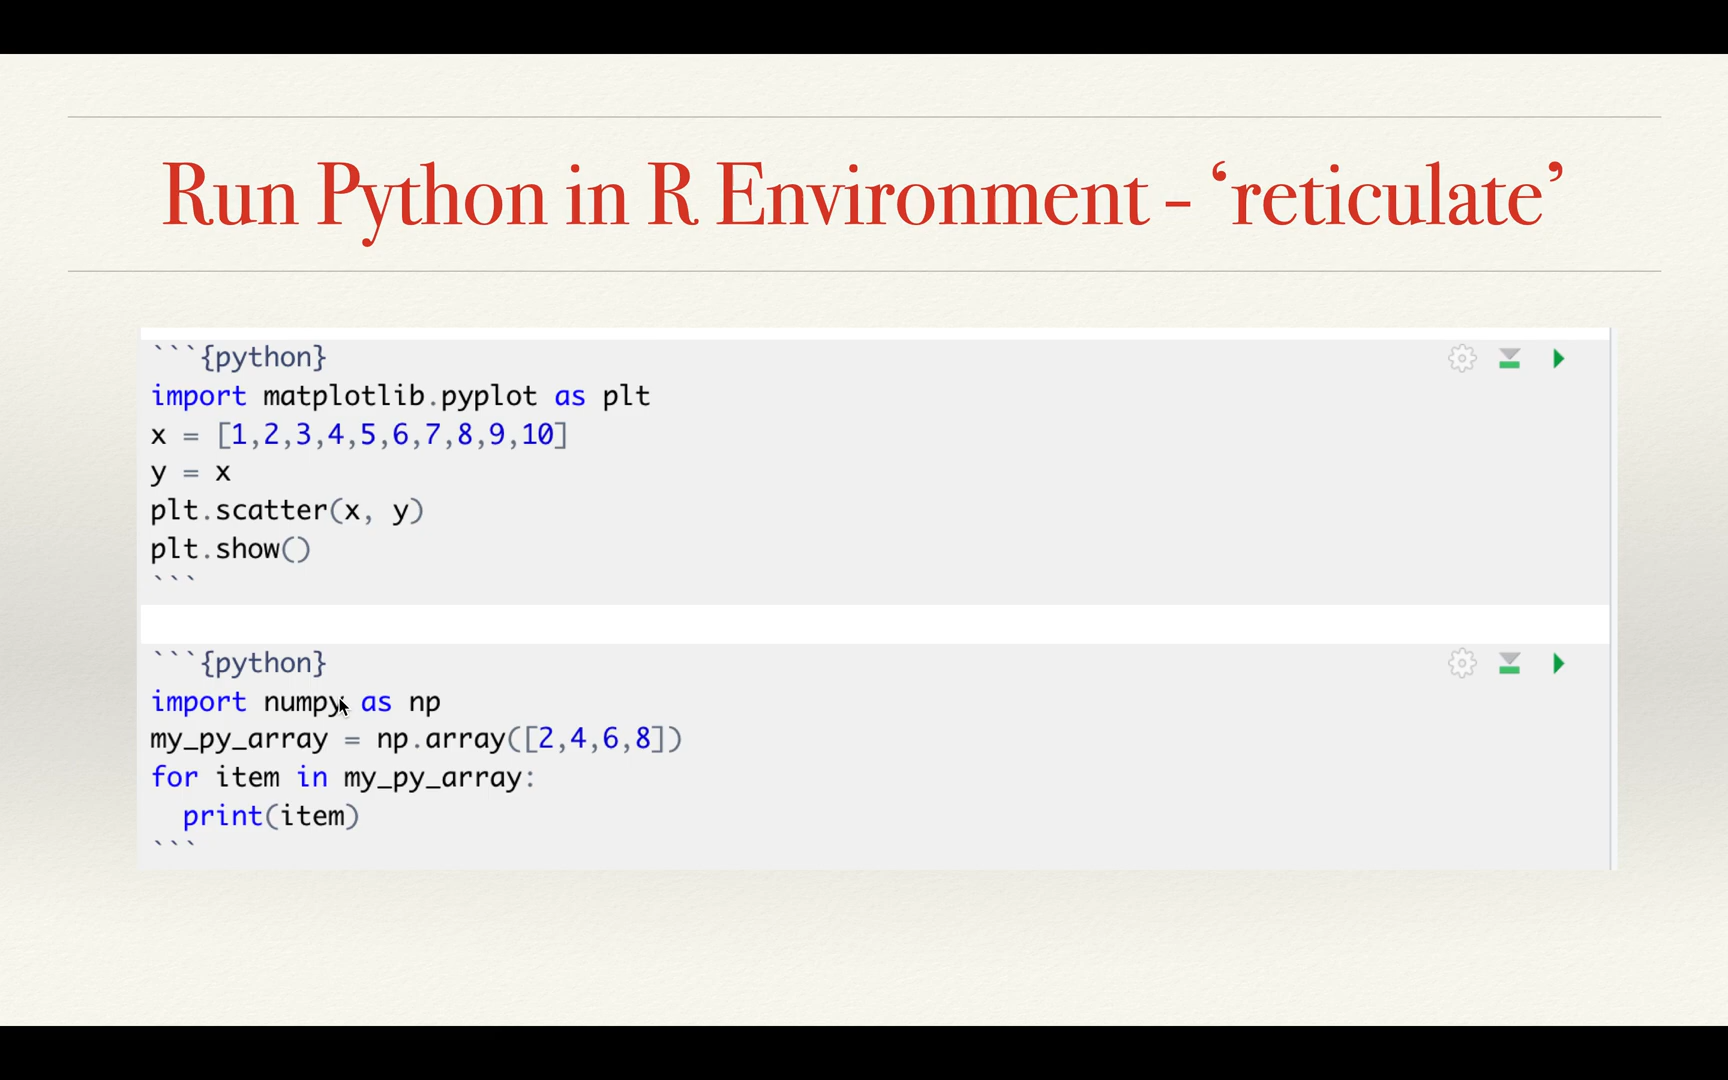 Run Python in R Environment - ‘reticulate’
```{python}
import matplotlib.pyplot as plt
x = [1,2,3,4,5,6,7,8,9,10]
y = x
plt.scatter(x, y)
plt.show()
```
```{python}
import numpy as np
my_py_array = np.array([2,4,6,8])
for item in my_py_array:
  print(item)
```